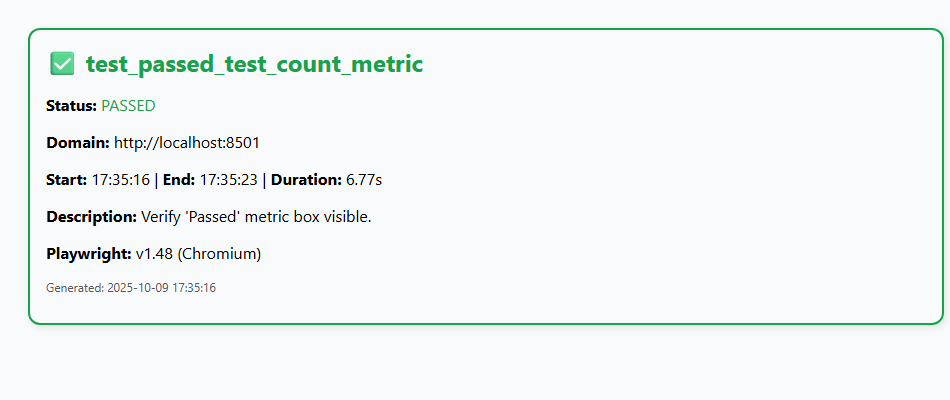 test_passed_test_count_metric
Status: PASSED
Domain: http://localhost:8501
Start: 17:35:16 | End: 17:35:23 | Duration: 6.77s
Description: Verify 'Passed' metric box visible.
Playwright: v1.48 (Chromium)
Generated: 2025-10-09 17:35:16